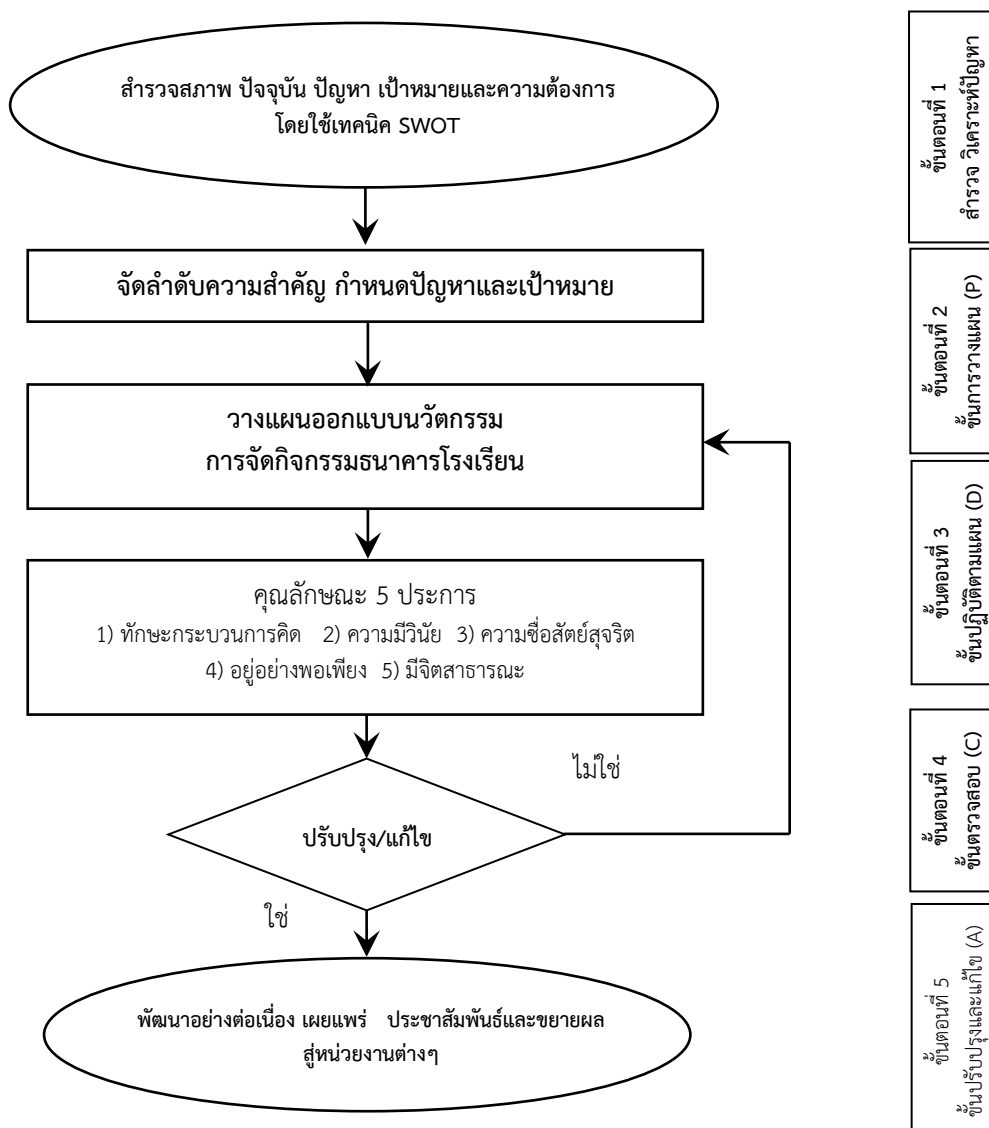 สำรวจสภาพ ปัจจุบัน ปัญหา เป้าหมายและความต้องการ
โดยใช้เทคนิค SWOT
จัดลำดับความสำคัญ กำหนดปัญหาและเป้าหมาย
วางแผนออกแบบนวัตกรรม
การจัดกิจกรรมธนาคารโรงเรียน
คุณลักษณะ 5 ประการ
1) ทักษะกระบวนการคิด 2) ความมีวินัย 3) ความซื่อสัตย์สุจริต
4) อยู่อย่างพอเพียง 5) มีจิตสาธารณะ
ไม่ใช่
ปรับปรุง/แก้ไข
ใช่
พัฒนาอย่างต่อเนื่อง เผยแพร่ ประชาสัมพันธ์และขยายผล
สู่หน่วยงานต่างๆ
ขั้นตอนที่ 1
สำรวจ วิเคราะห์ปัญหา
ขั้นตอนที่ 2
ขั้นการวางแผน (P)
ขั้นตอนที่ 3
ขั้นปฏิบัติตามแผน (D)
ขั้นตอนที่ 4
ขั้นตรวจสอบ (C)
ขั้นตอนที่ 5
ขั้นปรับปรุงและแก้ไข (A)